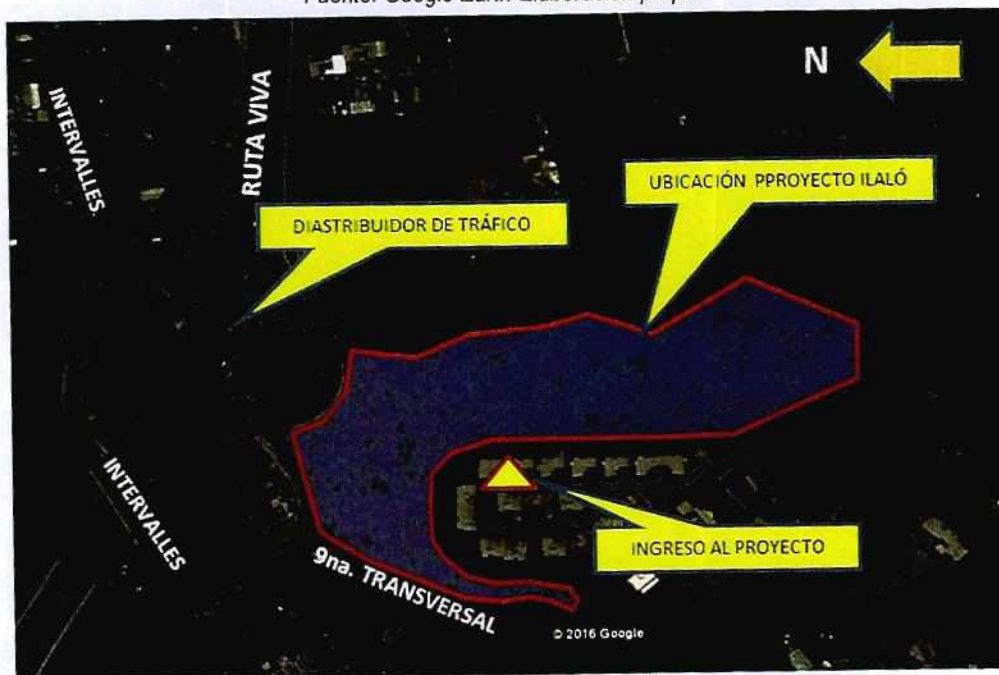 N
INTERVALLES
RUTA VIVA
UBICACIÓN PPROYECTO ILALÓ
DIASTRIBUIDOR DE TRÁFICO
INTERVALLES
9na. TRANSVERSAL
INGRESO AL PROYECTO
© 2016 Google